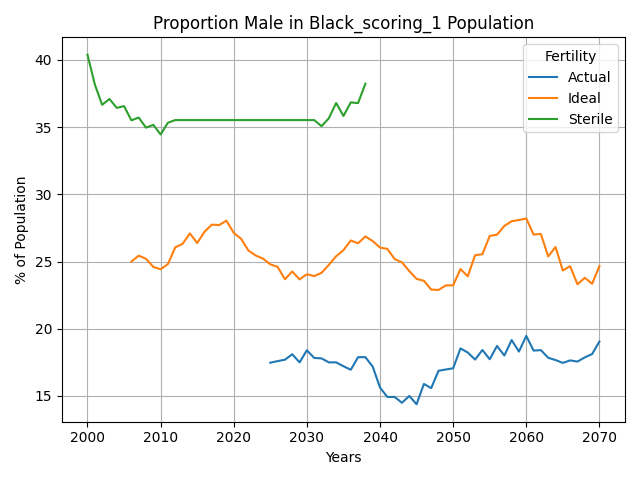 Proportion Male in Black_scoring_1 Population
Fertility
Actual
Ideal
Sterile
% of Population
40
35
30
25
20
15
2000 2010 2020 2030 2040 2050 2060 2070
Years